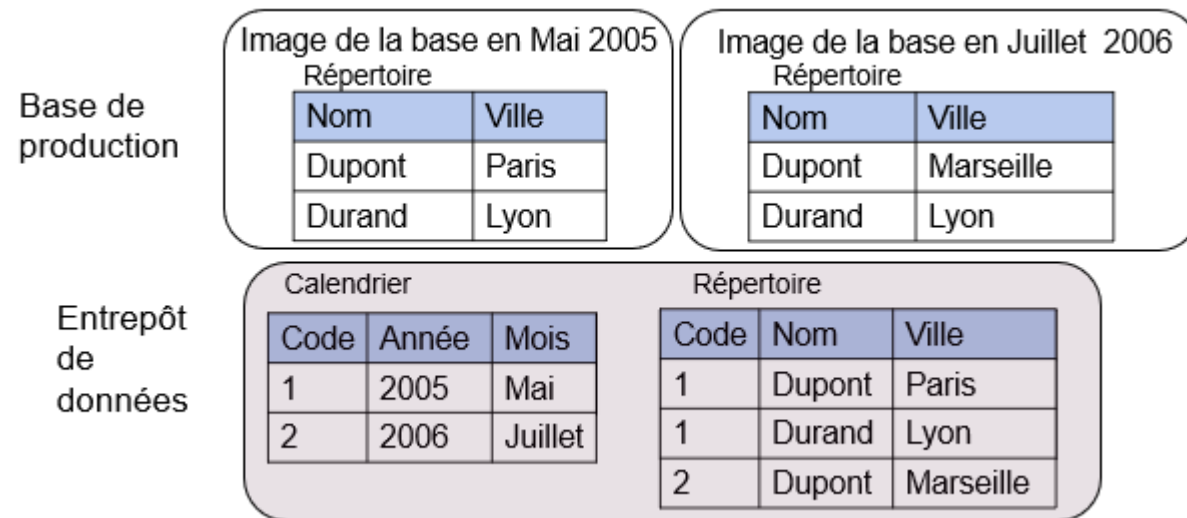 Base de
production
Image de la base en Mai 2005
Répertoire
Nom Ville
Dupont Paris
Durand Lyon
Image de la base en Juillet 2006
Répertoire
Nom Ville
Dupont Marseille
Durand Lyon
Entrepôt
de
données
Calendrier
Code Année Mois
1 2005 Mai
2 2006 Juillet
Répertoire
Code Nom Ville
1 Dupont Paris
1 Durand Lyon
2 Dupont Marseille